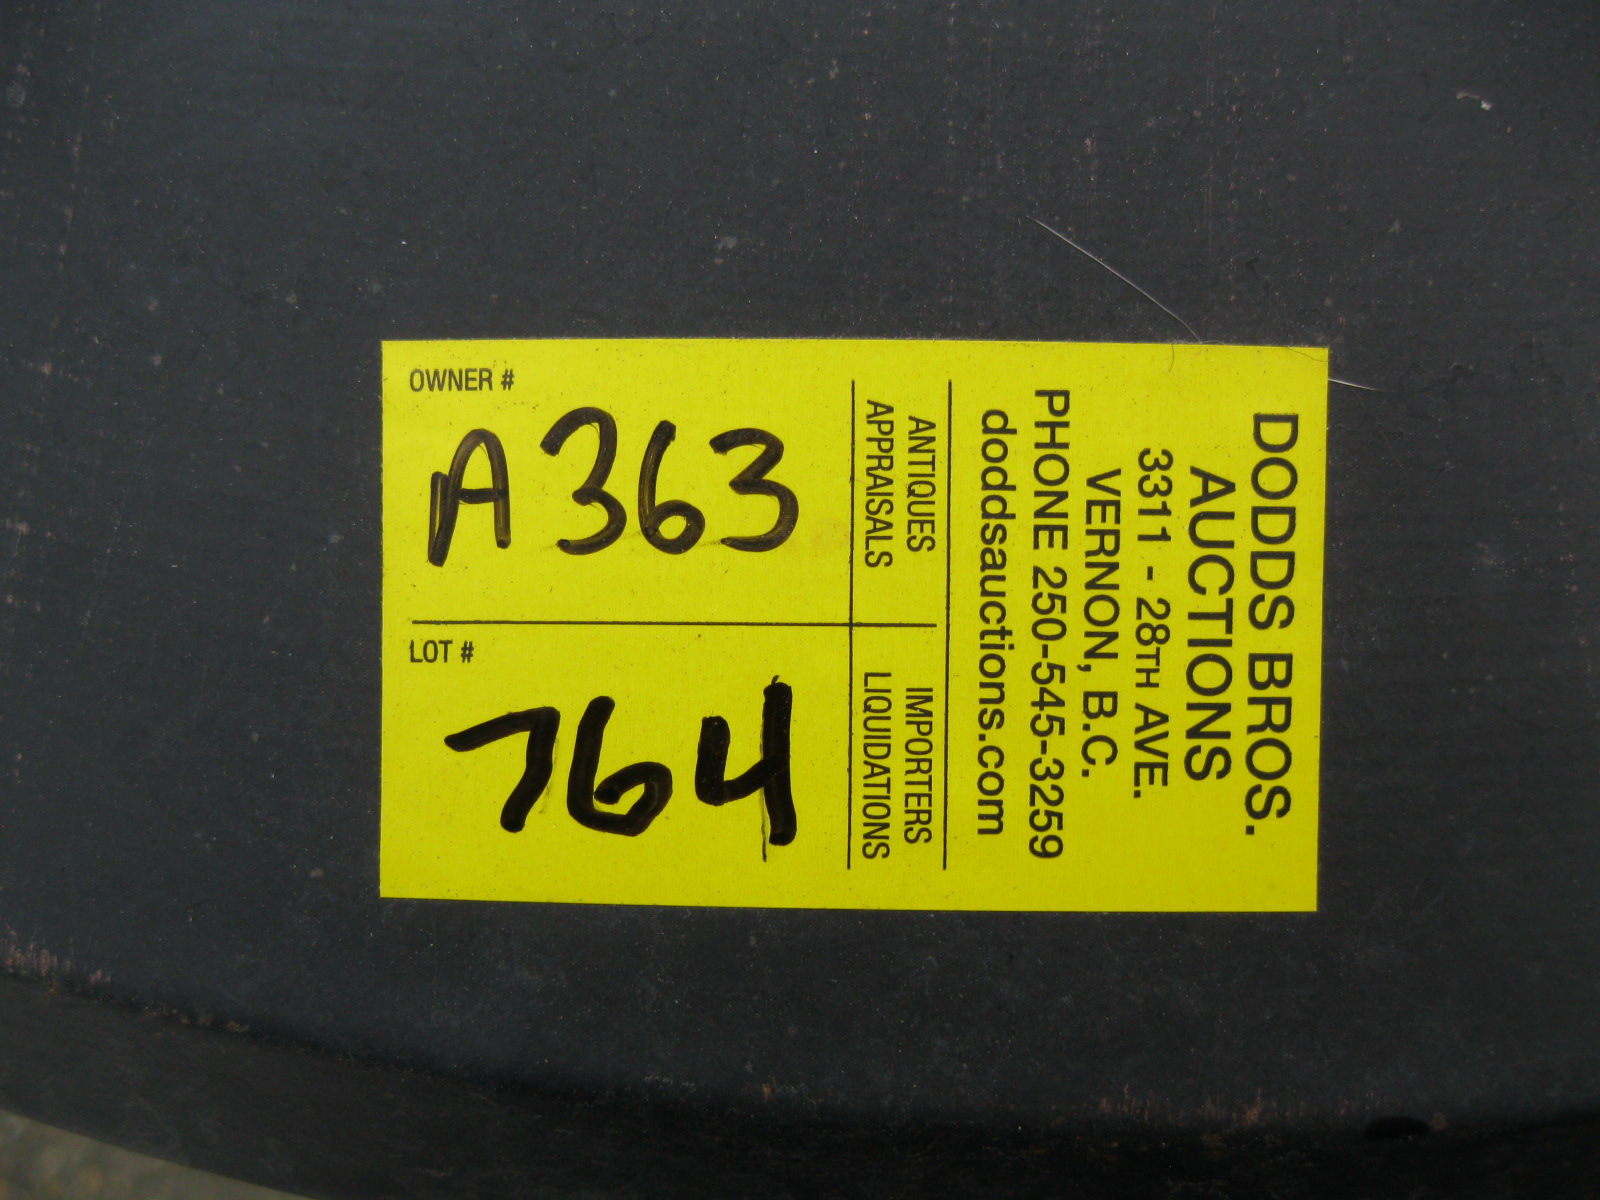 DODDS BROS.
AUCTIONS
3311 - 28TH AVE.
VERNON, B.C.
PHONE 250-545-3259
doddsauctions.com
ANTIQUES
APPRAISALS
IMPORTERS
LIQUIDATIONS
OWNER #
A363
LOT #
764